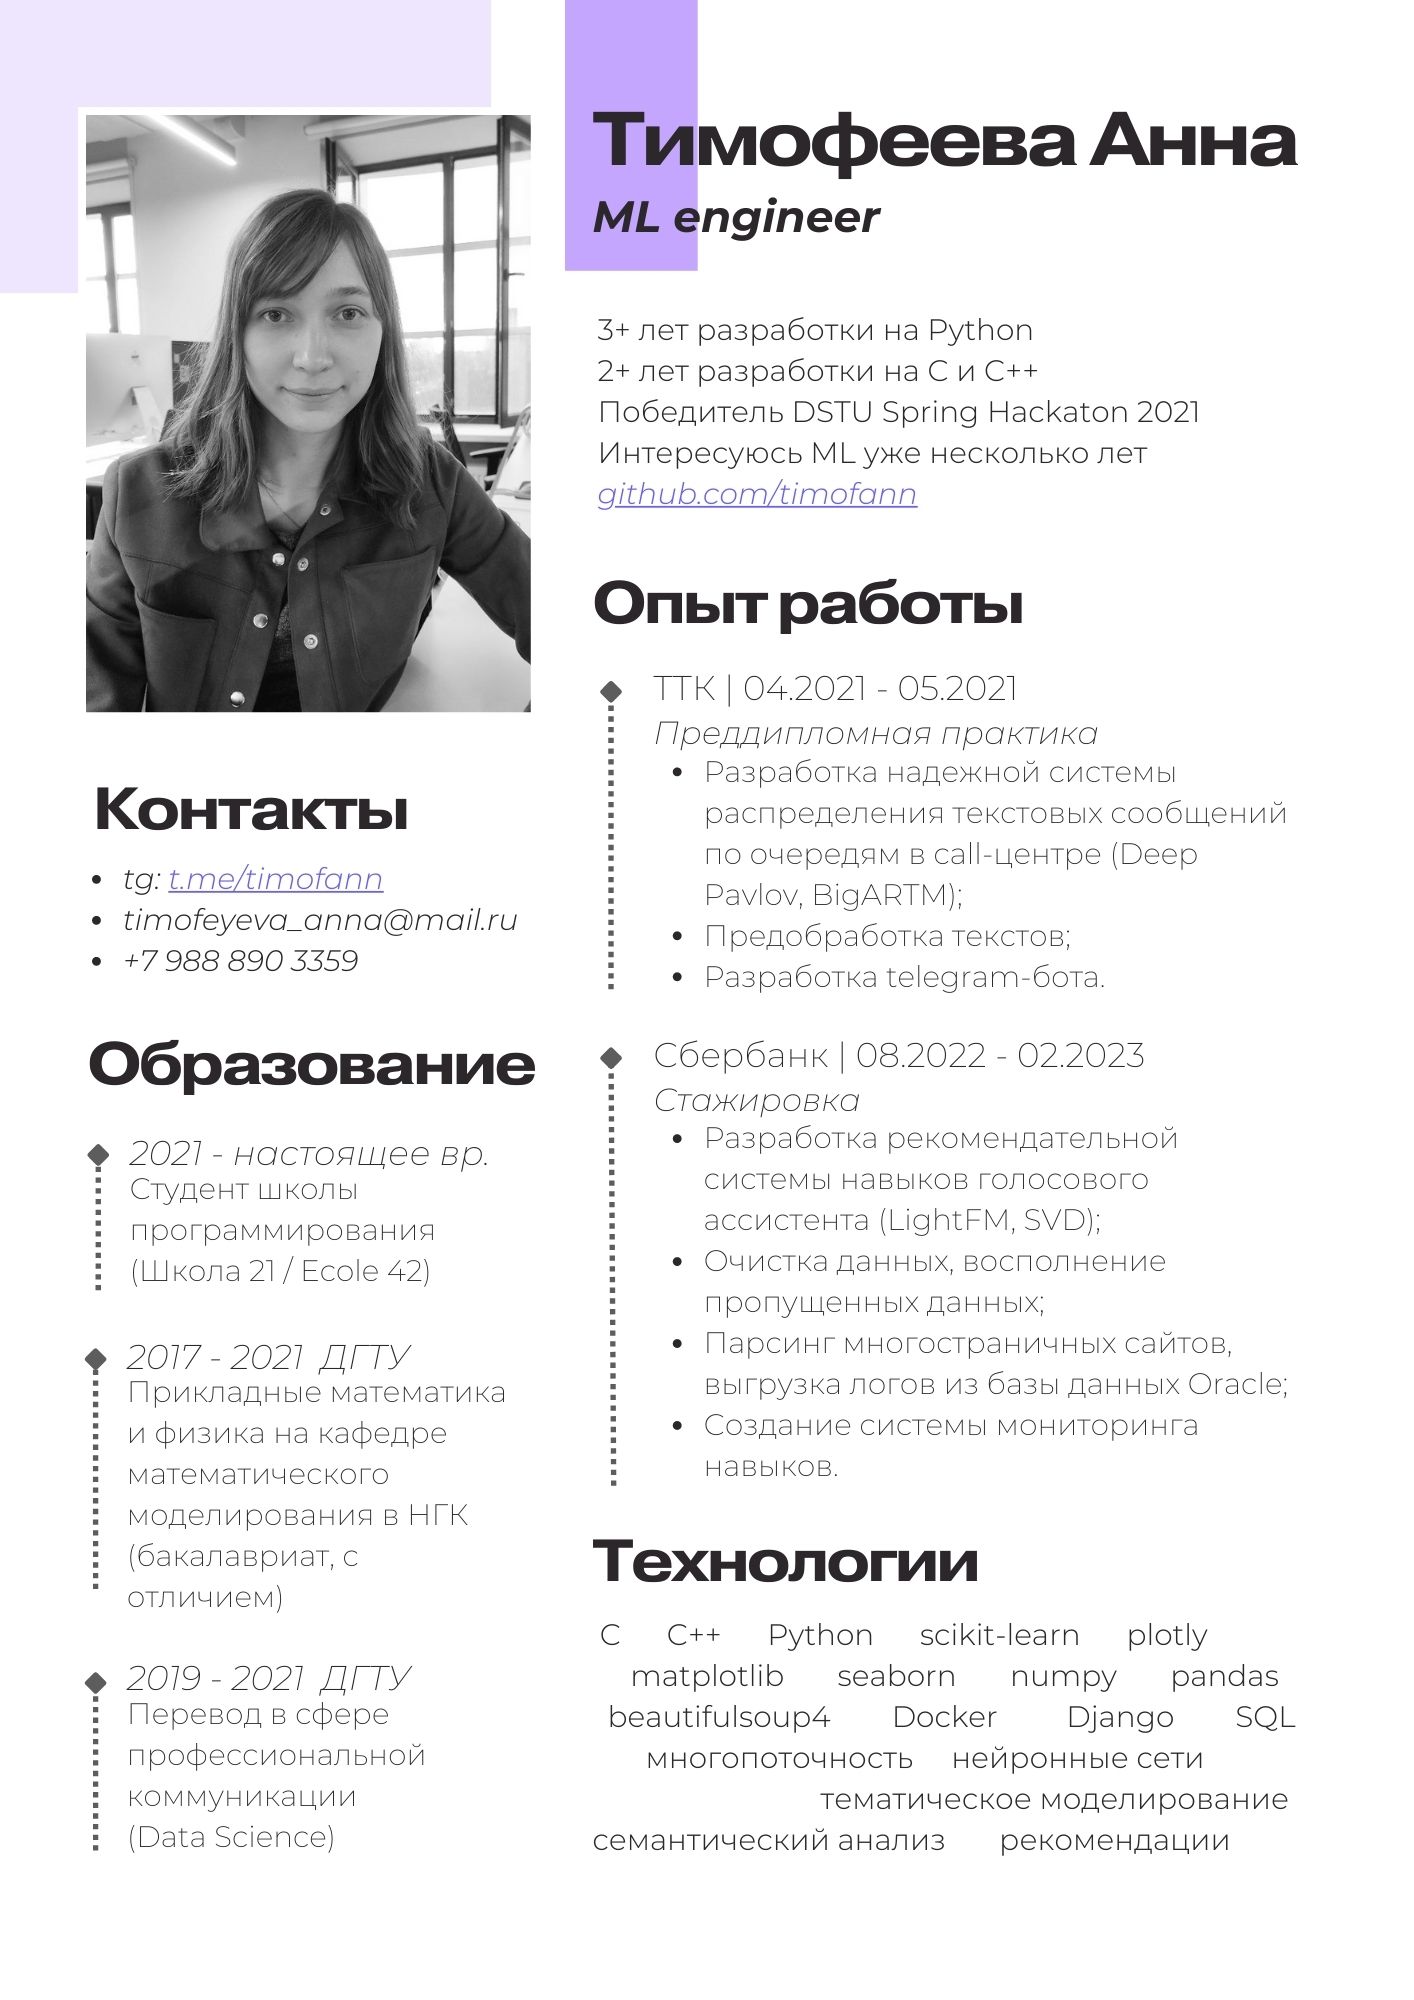 Тимофеева Анна
ML engineer
3+ лет разработки на Python
2+ лет разработки на C и C++
Победитель DSTU Spring Hackaton 2021
Интересуюсь ML уже несколько лет
github.com/timofann
Контакты
tg: t.me/timofann
timofeyeva_anna@mail.ru
+7 988 890 3359
Образование
2021 - настоящее вр.
Студент школы
программирования
(Школа 21 / Ecole 42)
2017 - 2021 ДГТУ
Прикладные математика
и физика на кафедре
математического
моделирования в НГК
(бакалавриат, с
отличием)
2019 - 2021 ДГТУ
Перевод в сфере
профессиональной
коммуникации
(Data Science)
Опыт работы
ТТК | 04.2021 - 05.2021
Преддипломная практика
Разработка надежной системы
распределения текстовых сообщений
по очередям в call-центре (Deep
Pavlov, BigARTM);
Предобработка текстов;
Разработка telegram-бота.
Сбербанк | 08.2022 - 02.2023
Стажировка
Разработка рекомендательной
системы навыков голосового
ассистента (LightFM, SVD);
Очистка данных, восполнение
пропущенных данных;
Парсинг многостраничных сайтов,
выгрузка логов из базы данных Oracle;
Создание системы мониторинга
навыков.
Технологии
C C++ Python scikit-learn plotly
matplotlib seaborn numpy pandas
beautifulsoup4 Docker Django SQL
многопоточность нейронные сети
тематическое моделирование
семантический анализ рекомендации